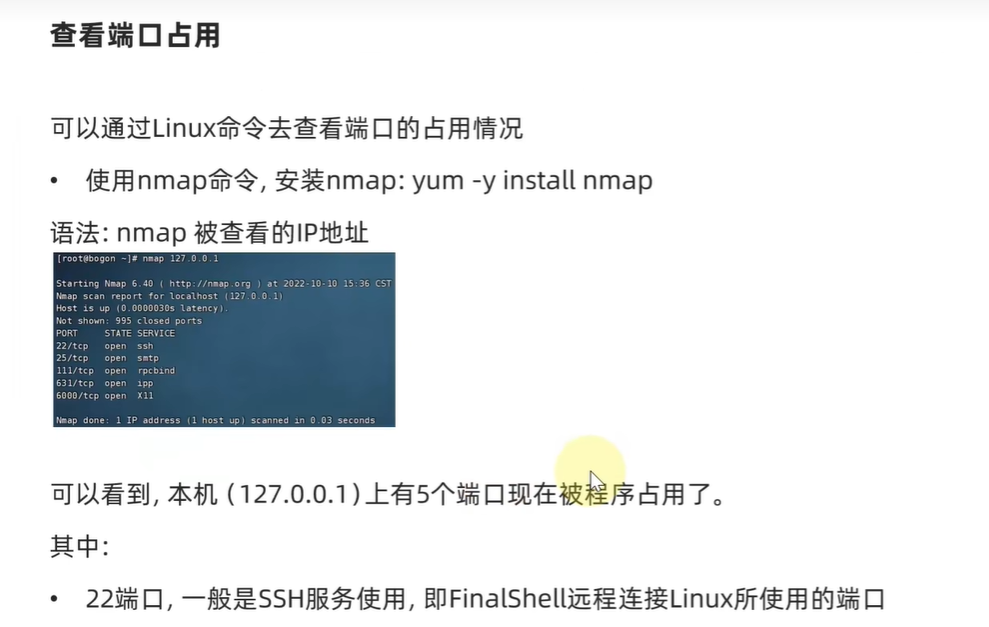 查看端口占用
可以通过Linux命令去查看端口的占用情况
• 使用nmap命令, 安装nmap: yum -y install nmap
语法: nmap 被查看的IP地址
[root@bogon ~]# nmap 127.0.0.1
Starting Nmap 6.40 ( http://nmap.org ) at 2022-10-10 15:36 CST
Nmap scan report for localhost (127.0.0.1)
Host is up (0.0000030s latency).
Not shown: 995 closed ports
PORT     STATE SERVICE
22/tcp   open  ssh
25/tcp   open  smtp
111/tcp  open  rpcbind
631/tcp  open  ipp
6000/tcp open  X11
Nmap done: 1 IP address (1 host up) scanned in 0.03 seconds
可以看到, 本机 (127.0.0.1) 上有5个端口现在被程序占用了。
其中:
• 22端口, 一般是SSH服务使用, 即FinalShell远程连接Linux所使用的端口